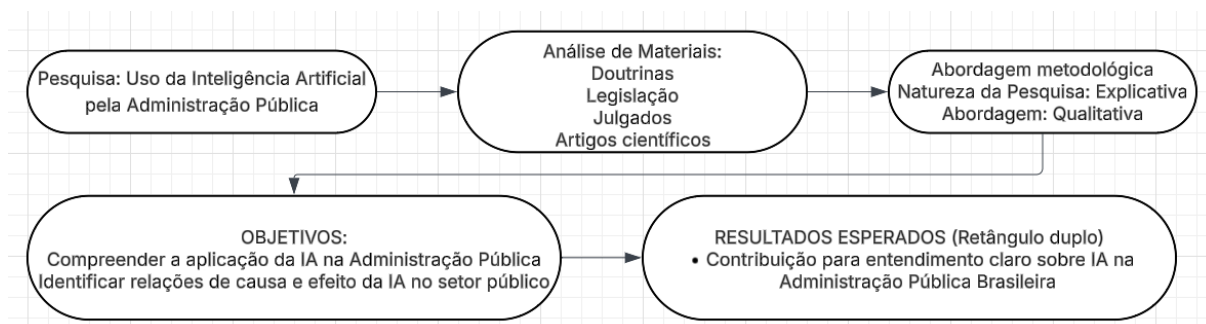 Pesquisa: Uso da Inteligência Artificial
pela Administração Pública
Análise de Materiais:
Doutrinas
Legislação
Julgados
Artigos científicos
Abordagem metodológica
Natureza da Pesquisa: Explicativa
Abordagem: Qualitativa
OBJETIVOS:
Compreender a aplicação da IA na Administração Pública
Identificar relações de causa e efeito da IA no setor público
RESULTADOS ESPERADOS (Retângulo duplo)
• Contribuição para entendimento claro sobre IA na
Administração Pública Brasileira